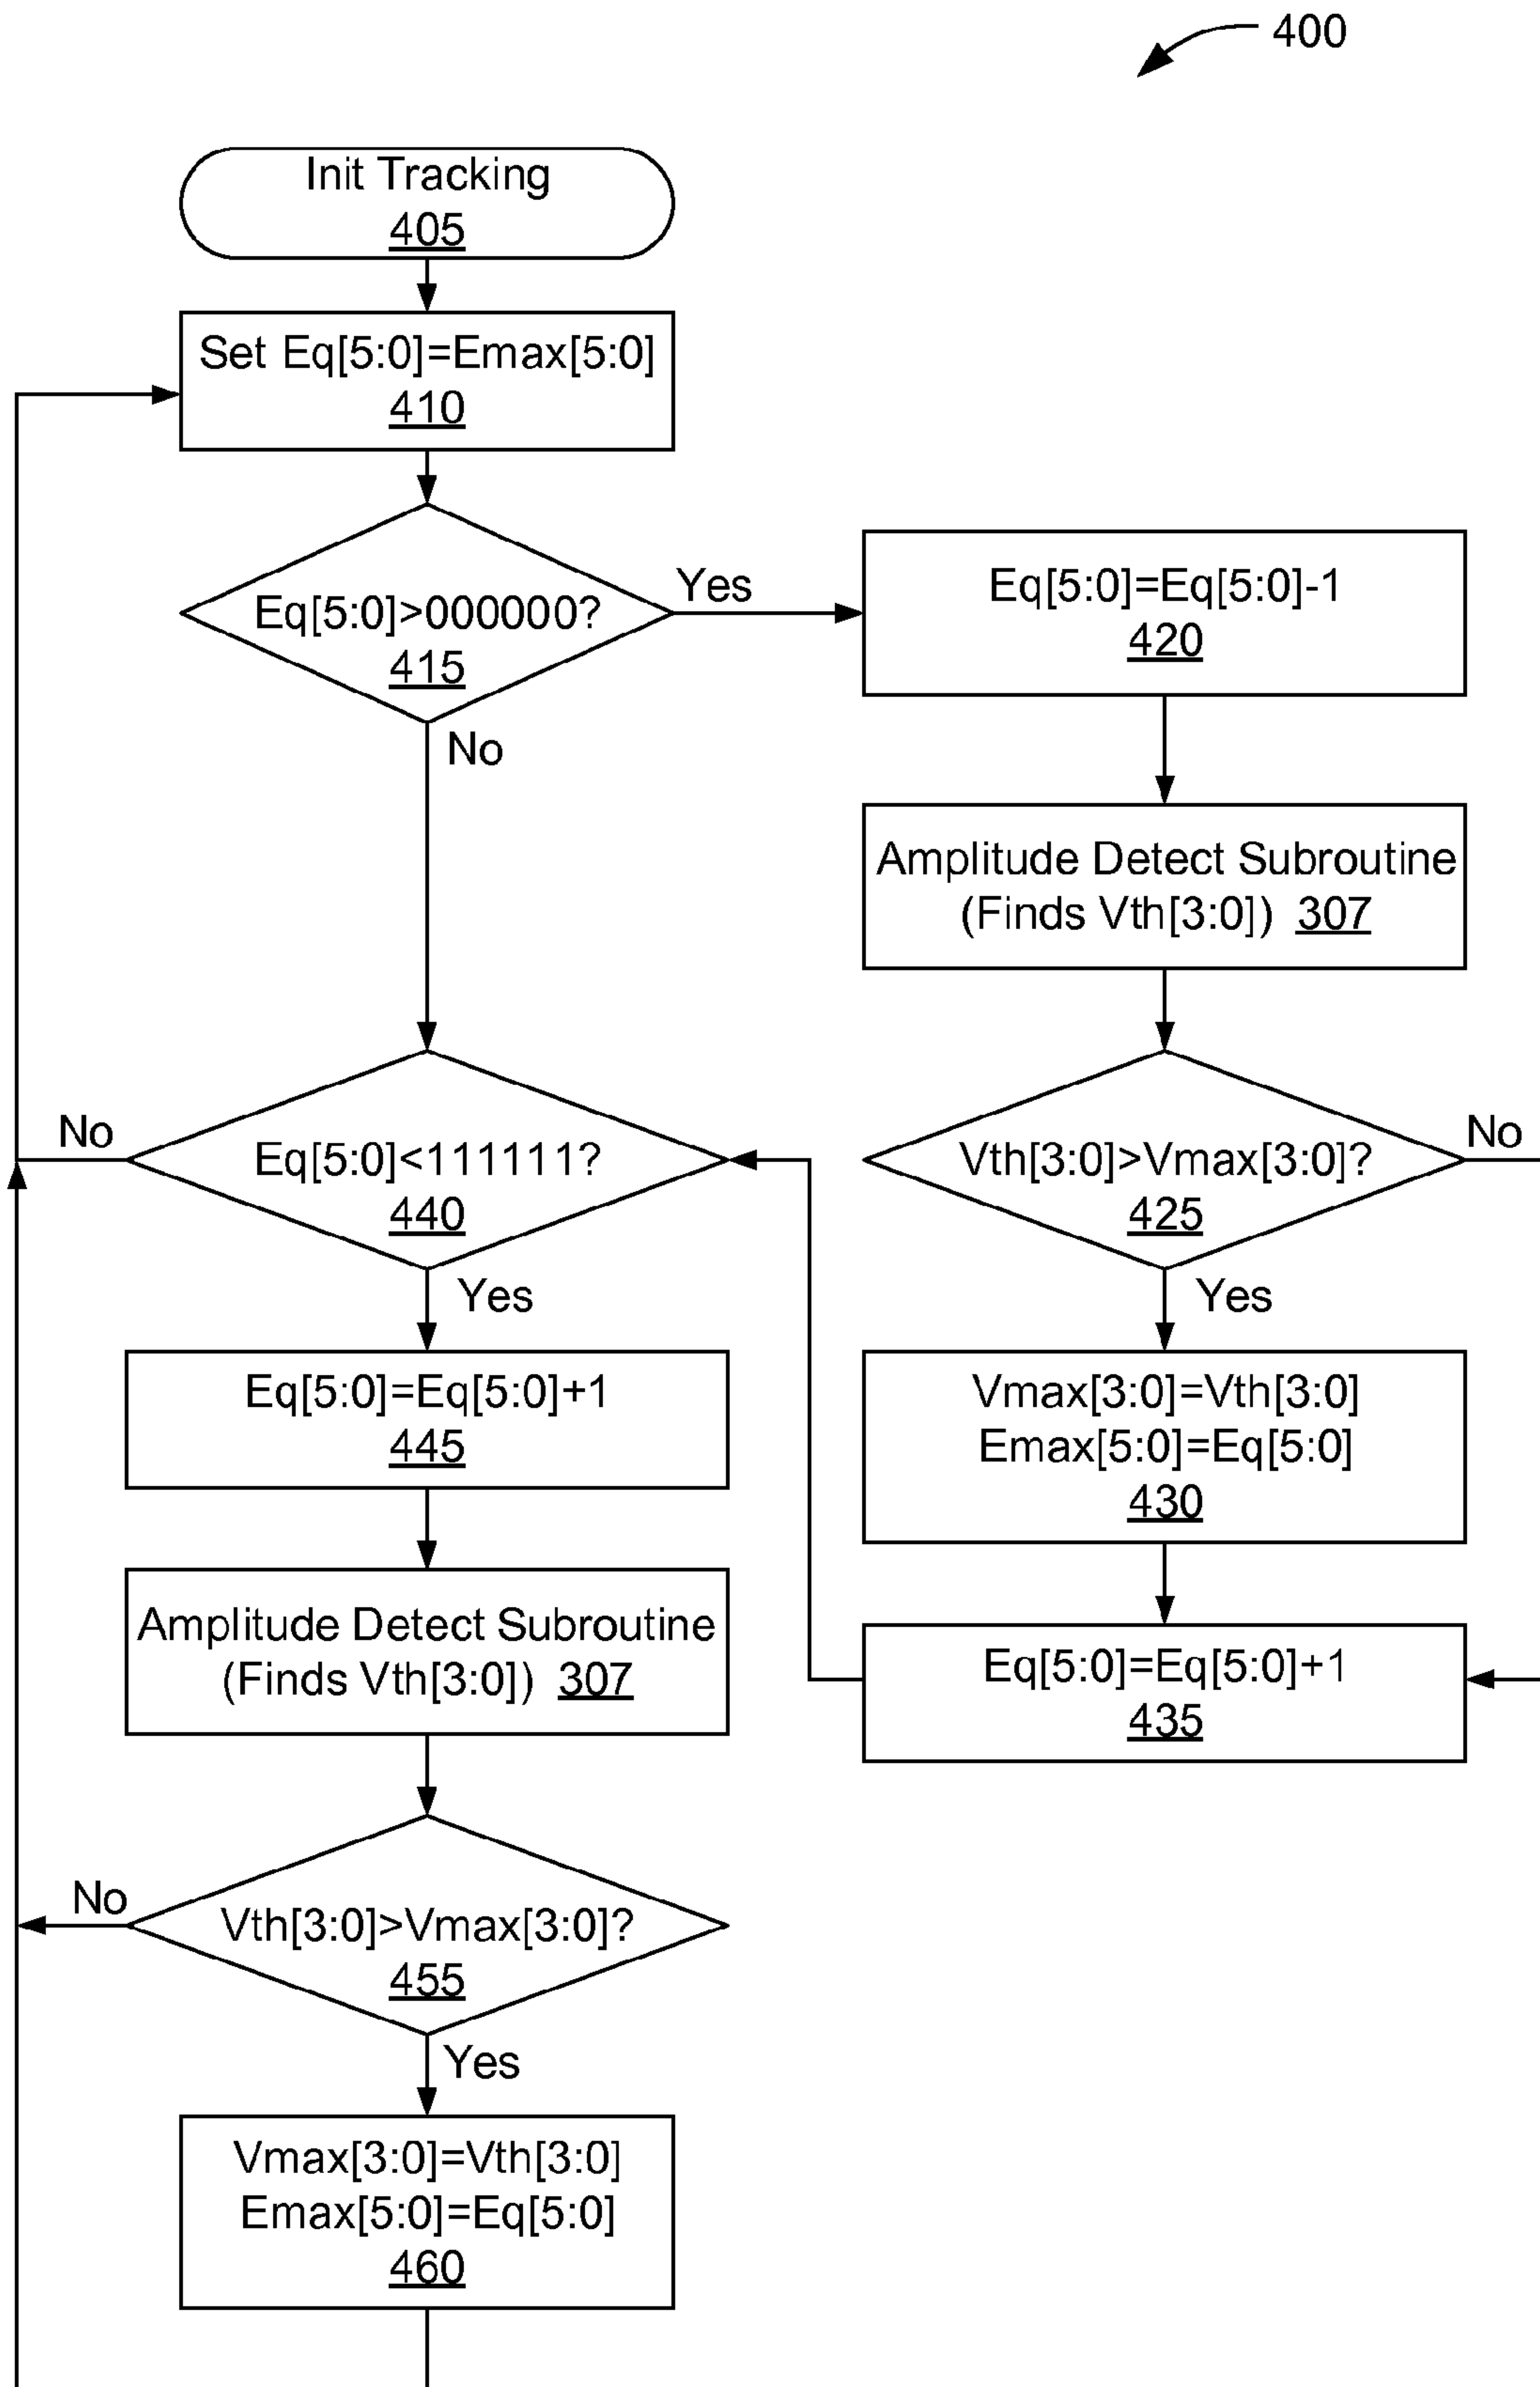 400
Init Tracking
405
Set Eq[5:0]=Emax[5:0]
410
Eq[5:0]>000000?
415
Yes
No
Eq[5:0]=Eq[5:0]-1
420
Amplitude Detect Subroutine
(Finds Vth[3:0]) 307
Vth[3:0]>Vmax[3:0]?
425
No
Yes
Vmax[3:0]=Vth[3:0]
Emax[5:0]=Eq[5:0]
430
Eq[5:0]=Eq[5:0]+1
435
Eq[5:0]<111111?
440
No
Yes
Eq[5:0]=Eq[5:0]+1
445
Amplitude Detect Subroutine
(Finds Vth[3:0]) 307
Vth[3:0]>Vmax[3:0]?
455
No
Yes
Vmax[3:0]=Vth[3:0]
Emax[5:0]=Eq[5:0]
460